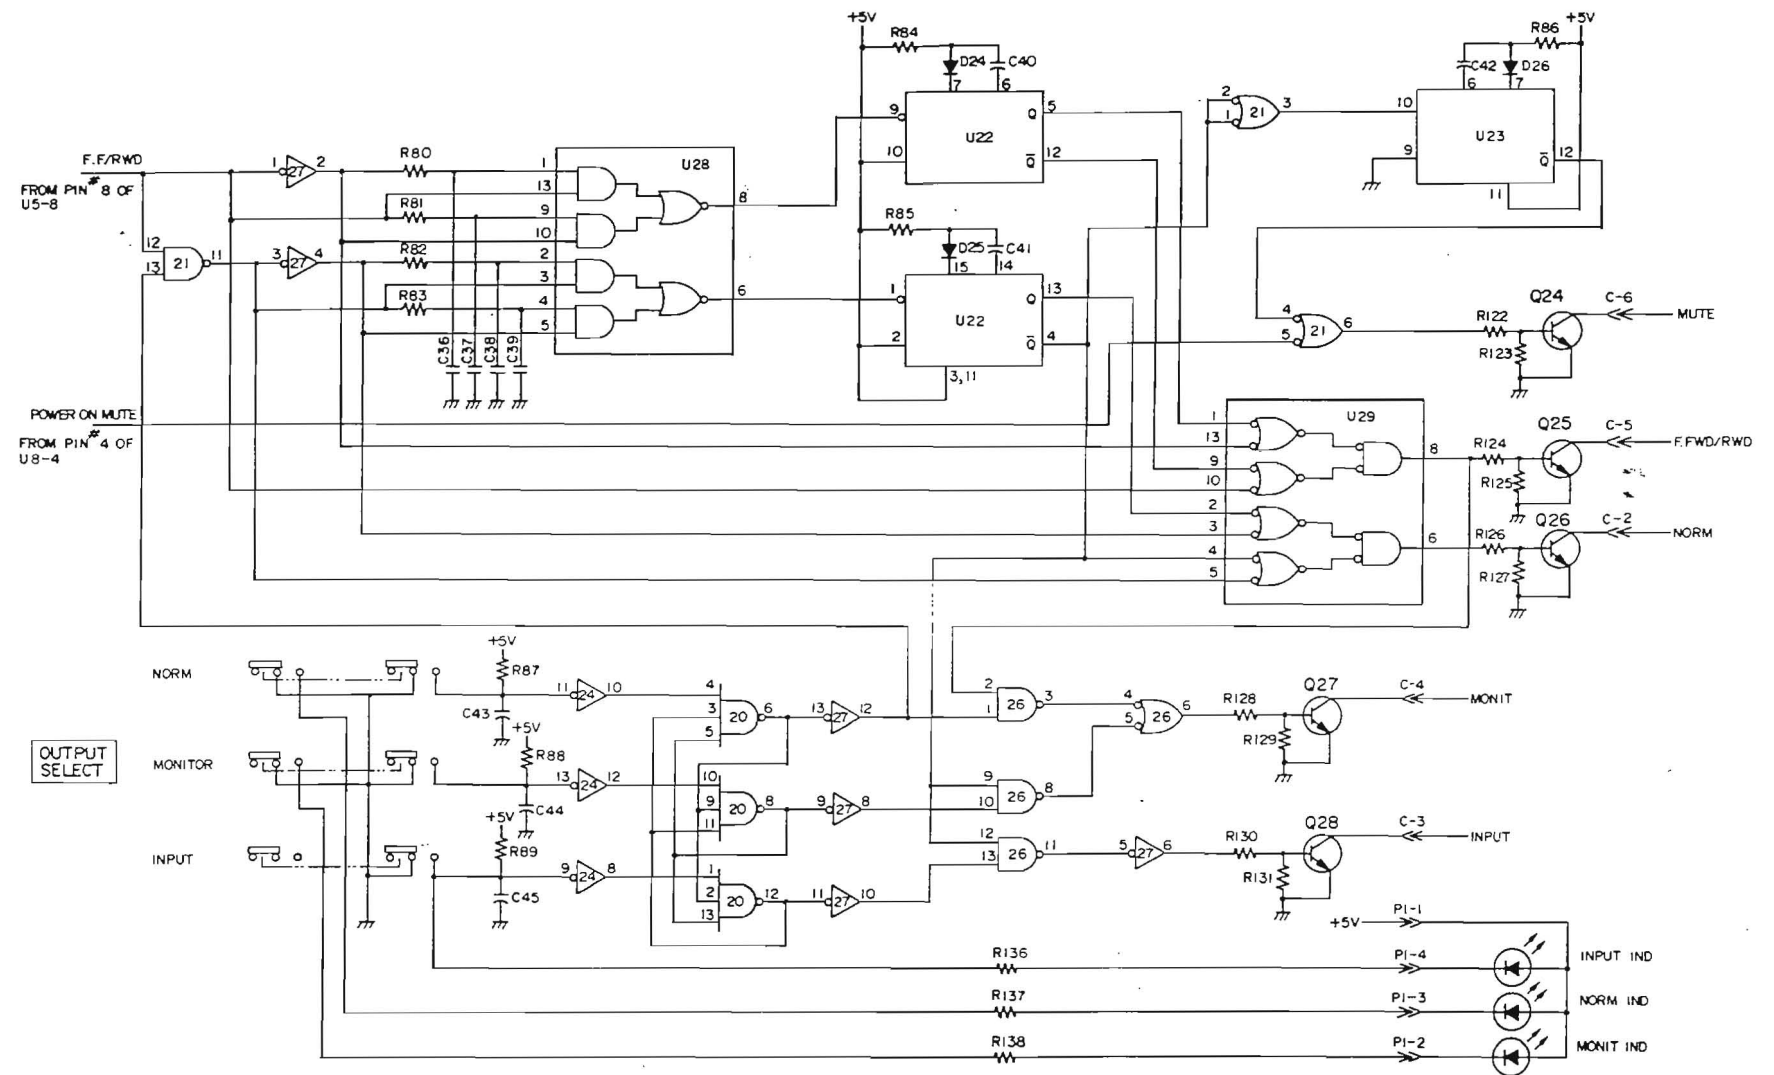 +5V
R84
D24
C40
7
6
9
10
U22
Q
5
Q̅
12
R85
D25
C41
15
14
1
2
U22
Q
13
Q̅
4
3,11
+5V
R86
C42
D26
6
7
10
9
U23
Q̅
12
11
2
1
21
3
F.F/RWD
FROM PIN #8 OF
U5-8
1
27
2
R80
R81
R82
R83
12
13
21
11
3
27
4
C36
C37
C38
C39
U28
1
13
9
10
2
3
4
5
8
6
POWER ON MUTE
FROM PIN #4 OF
U8-4
4
5
21
6
R122
R123
Q24
C-6
MUTE
U29
1
13
9
10
2
3
4
5
8
6
R124
R125
Q25
C-5
F.FWD/RWD
R126
R127
Q26
C-2
NORM
OUTPUT
SELECT
NORM
MONITOR
INPUT
+5V
R87
C43
11
24
10
+5V
R88
C44
13
24
12
+5V
R89
C45
9
24
8
4
3
5
20
6
13
27
12
10
9
11
20
8
9
27
8
1
2
13
20
12
11
27
10
2
1
26
3
9
10
26
8
12
13
26
11
4
5
26
6
R128
R129
Q27
C-4
MONIT
5
27
6
R130
R131
Q28
C-3
INPUT
+5V
P1-1
R136
P1-4
INPUT IND
R137
P1-3
NORM IND
R138
P1-2
MONIT IND